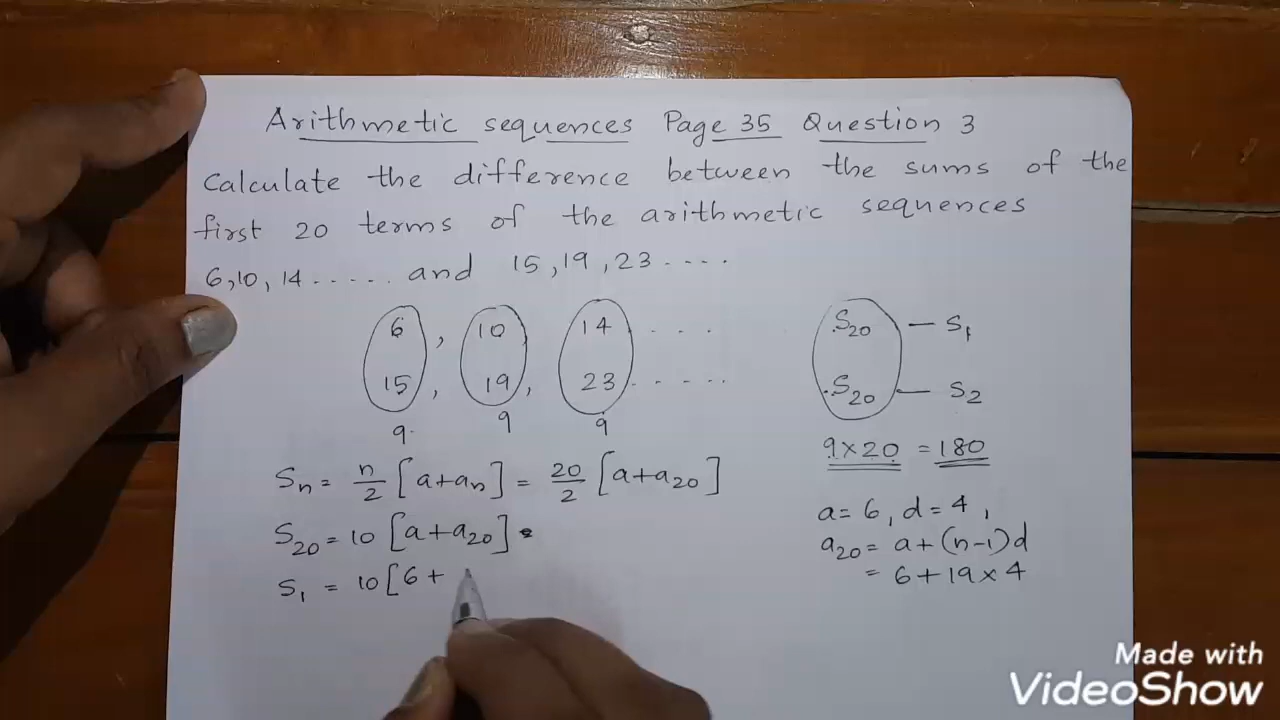 Arithmetic sequences Page 35 Question 3
Calculate the difference between the sums of the
first 20 terms of the arithmetic sequences
6,10, 14 ..... and 15,19,23 ....
6 , 10 14 . . .
15 , 19 , 23 .....
9 9 9
S20 — S1
S20 — S2
9×20 = 180
Sn = n/2 [a+an] = 20/2 [a+a20]
S20 = 10 [a+a20]
S1 = 10[6+
a= 6, d= 4,
a20 = a+(n-1)d
= 6+19×4
Made with
VideoShow